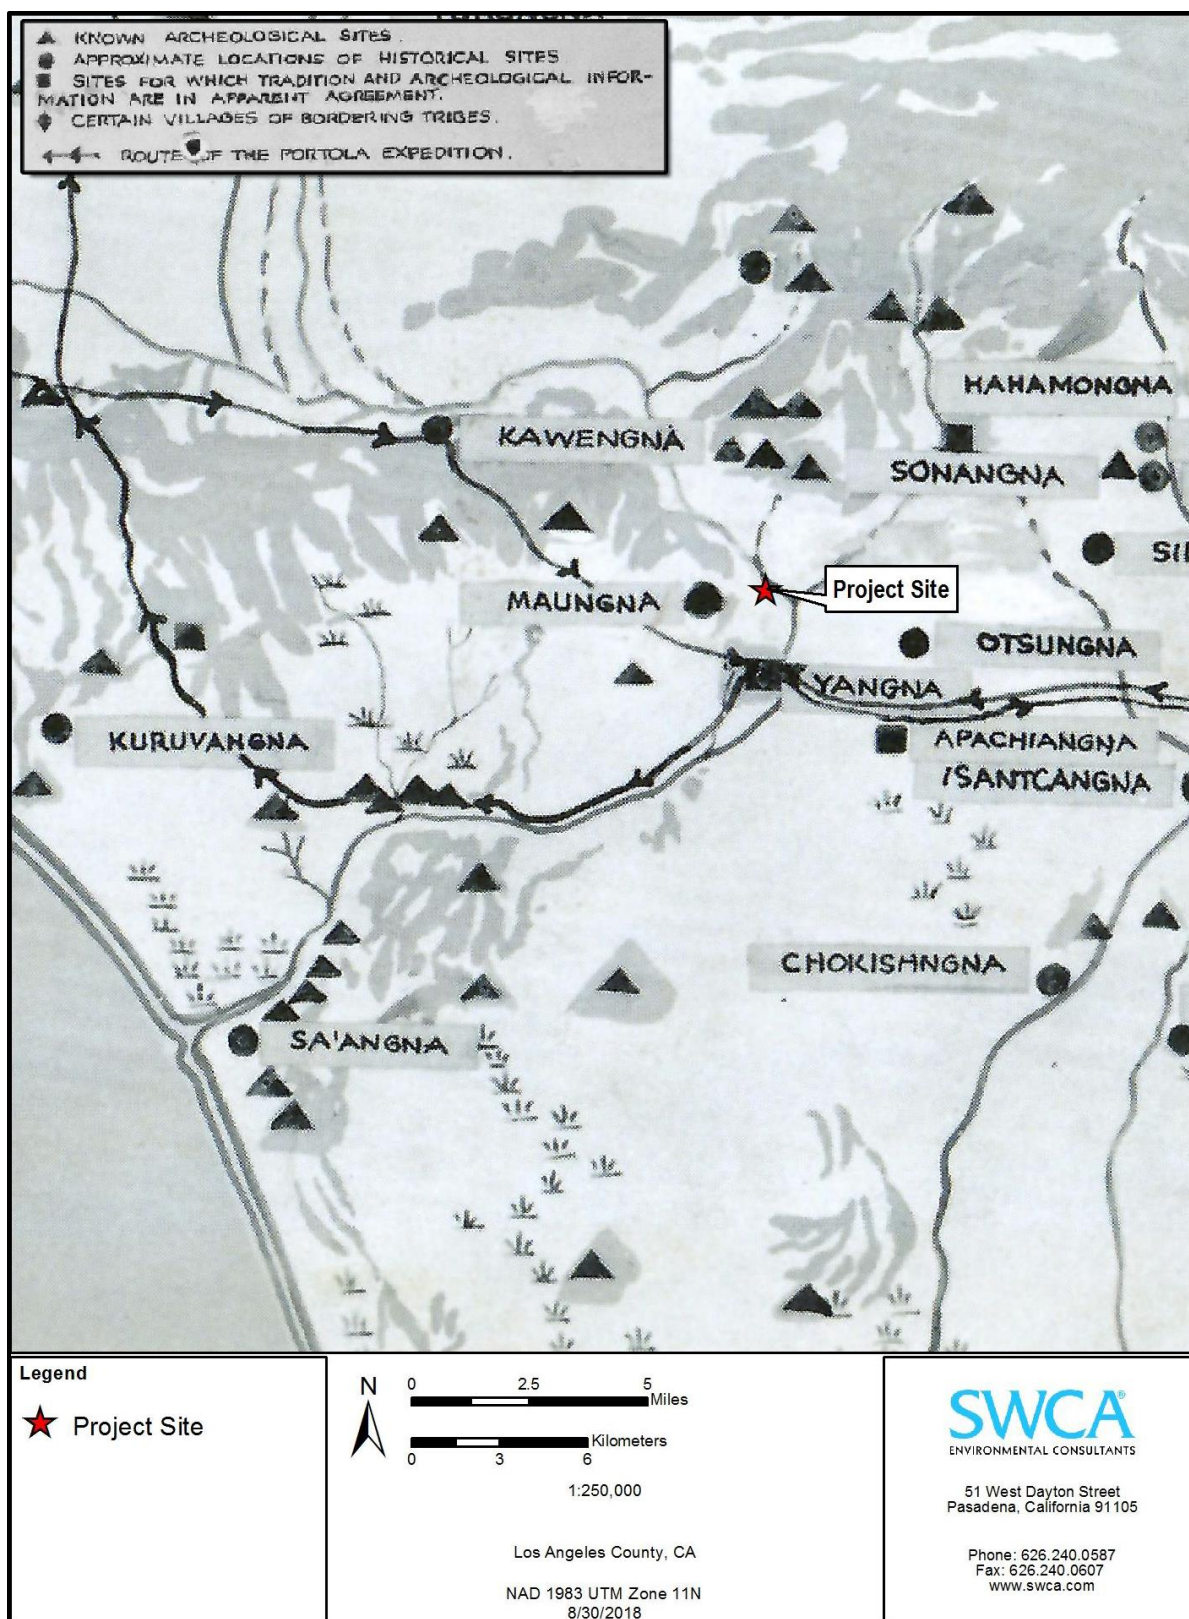 KNOWN ARCHEOLOGICAL SITES.
APPROXIMATE LOCATIONS OF HISTORICAL SITES
SITES FOR WHICH TRADITION AND ARCHEOLOGICAL INFOR-
MATION ARE IN APPARENT AGREEMENT.
CERTAIN VILLAGES OF BORDERING TRIBES.
ROUTE OF THE PORTOLA EXPEDITION.
HAHAMONGNA
KAWENGNA
SONANGNA
Project Site
MAUNGNA
OTSUNGNA
YANGNA
KURUVANGNA
APACHIANGNA
ISANTCANGNA
CHOKISHNGNA
SA'ANGNA
Legend
Project Site
N
0 2.5 5
Miles
Kilometers
0 3 6
1:250,000
Los Angeles County, CA
NAD 1983 UTM Zone 11N
8/30/2018
SWCA®
ENVIRONMENTAL CONSULTANTS
51 West Dayton Street
Pasadena, California 91105
Phone: 626.240.0587
Fax: 626.240.0607
www.swca.com